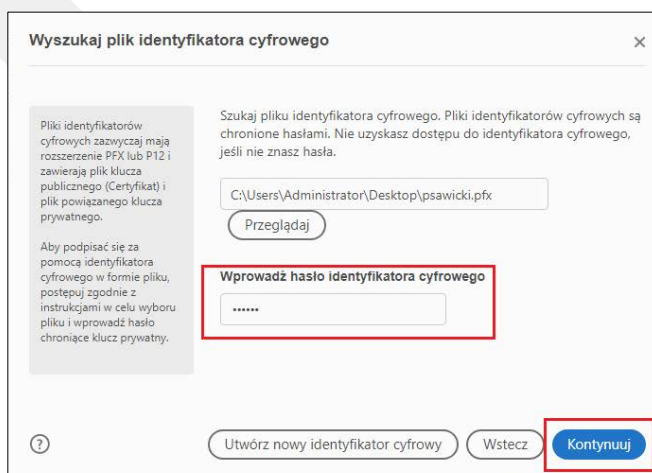 Wyszukaj plik identyfikatora cyfrowego
Pliki identyfikatorów
cyfrowych zazwyczaj mają
rozszerzenie PFX lub P12 i
zawierają plik klucza
publicznego (Certyfikat) i
plik powiązanego klucza
prywatnego.
Aby podpisać się za
pomocą identyfikatora
cyfrowego w formie pliku,
postępuj zgodnie z
instrukcjami w celu wyboru
pliku i wprowadź hasło
chroniące klucz prywatny.
Szukaj pliku identyfikatora cyfrowego. Pliki identyfikatorów cyfrowych są
chronione hasłami. Nie uzyskasz dostępu do identyfikatora cyfrowego,
jeśli nie znasz hasła.
C:\Users\Administrator\Desktop\psawicki.pfx
Przeglądaj
Wprowadź hasło identyfikatora cyfrowego
••••••
Utwórz nowy identyfikator cyfrowy
Wstecz
Kontynuuj